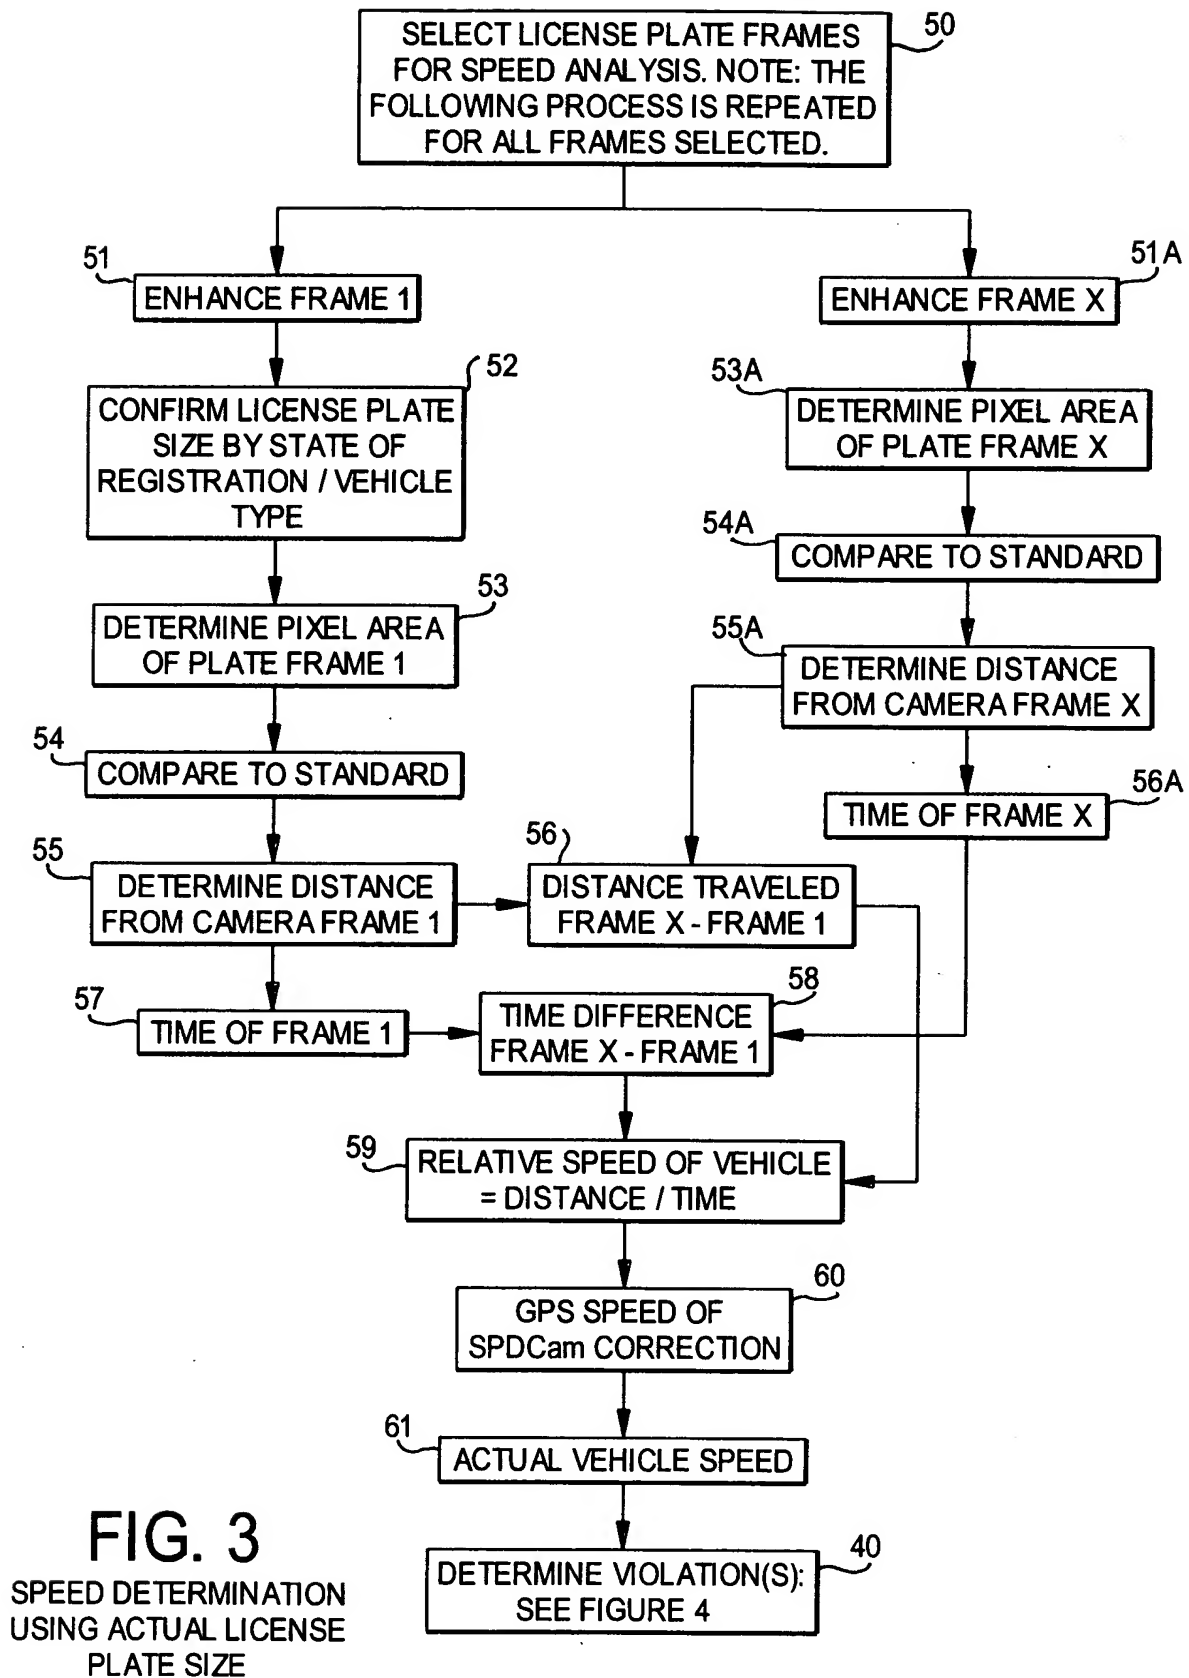 50
SELECT LICENSE PLATE FRAMES
FOR SPEED ANALYSIS. NOTE: THE
FOLLOWING PROCESS IS REPEATED
FOR ALL FRAMES SELECTED.
51
ENHANCE FRAME 1
51A
ENHANCE FRAME X
52
CONFIRM LICENSE PLATE
SIZE BY STATE OF
REGISTRATION / VEHICLE
TYPE
53A
DETERMINE PIXEL AREA
OF PLATE FRAME X
54A
COMPARE TO STANDARD
53
DETERMINE PIXEL AREA
OF PLATE FRAME 1
55A
DETERMINE DISTANCE
FROM CAMERA FRAME X
54
COMPARE TO STANDARD
56A
TIME OF FRAME X
55
DETERMINE DISTANCE
FROM CAMERA FRAME 1
56
DISTANCE TRAVELED
FRAME X - FRAME 1
57
TIME OF FRAME 1
58
TIME DIFFERENCE
FRAME X - FRAME 1
59
RELATIVE SPEED OF VEHICLE
= DISTANCE / TIME
60
GPS SPEED OF
SPDCam CORRECTION
61
ACTUAL VEHICLE SPEED
40
DETERMINE VIOLATION(S):
SEE FIGURE 4
FIG. 3
SPEED DETERMINATION
USING ACTUAL LICENSE
PLATE SIZE